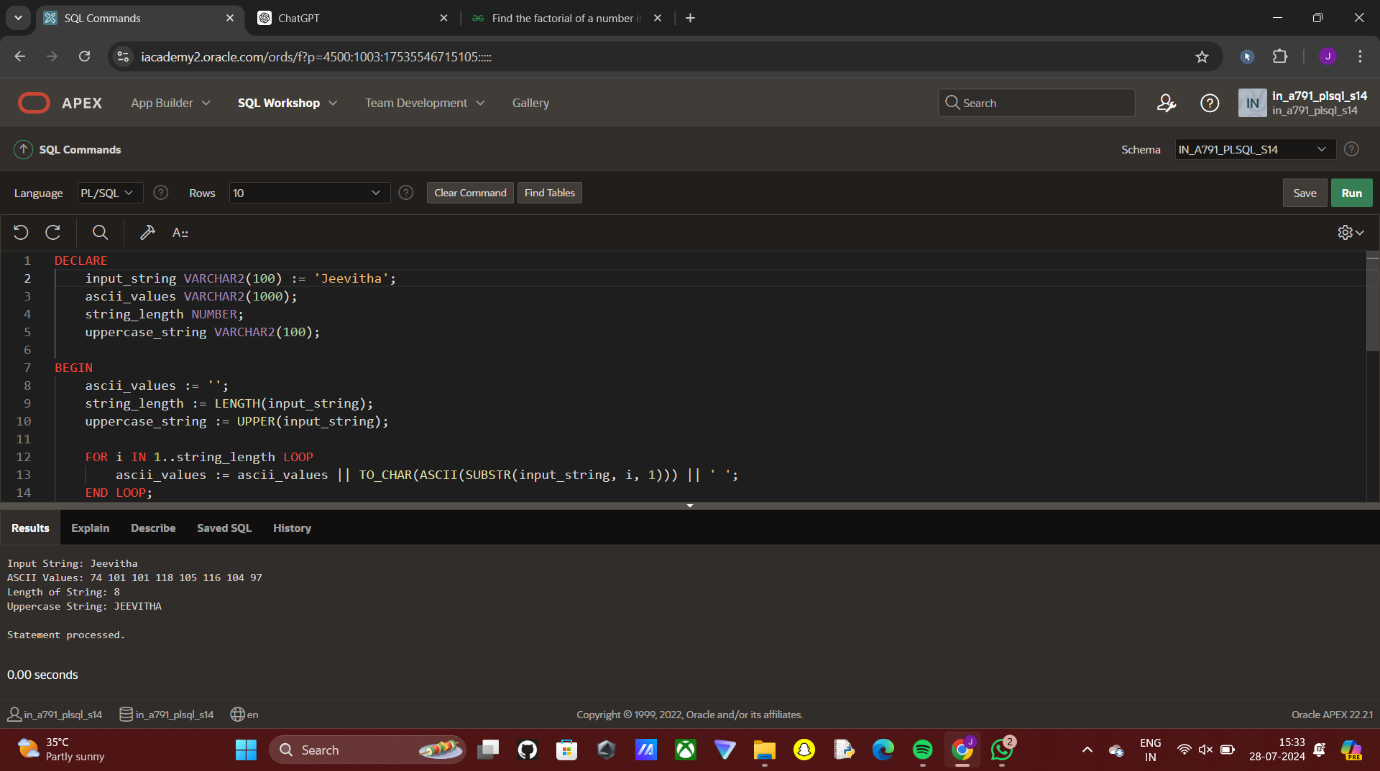 SQL Commands
ChatGPT
Find the factorial of a number i
iacademy2.oracle.com/ords/f?p=4500:1003:17535546715105:::::
J
APEX
App Builder
SQL Workshop
Team Development
Gallery
Search
IN
in_a791_plsql_s14
in_a791_plsql_s14
SQL Commands
Schema
IN_A791_PLSQL_S14
Language
PL/SQL
Rows
10
Clear Command
Find Tables
Save
Run
1 DECLARE
2 input_string VARCHAR2(100) := 'Jeevitha';
3 ascii_values VARCHAR2(1000);
4 string_length NUMBER;
5 uppercase_string VARCHAR2(100);
6
7 BEGIN
8 ascii_values := '';
9 string_length := LENGTH(input_string);
10 uppercase_string := UPPER(input_string);
11
12 FOR i IN 1..string_length LOOP
13 ascii_values := ascii_values || TO_CHAR(ASCII(SUBSTR(input_string, i, 1))) || ' ';
14 END LOOP;
Results
Explain
Describe
Saved SQL
History
Input String: Jeevitha
ASCII Values: 74 101 101 118 105 116 104 97
Length of String: 8
Uppercase String: JEEVITHA
Statement processed.
0.00 seconds
in_a791_plsql_s14
in_a791_plsql_s14
en
Copyright © 1999, 2022, Oracle and/or its affiliates.
Oracle APEX 22.2.1
35°C
Partly sunny
Search
J
2
ENG
IN
15:33
28-07-2024
PRE